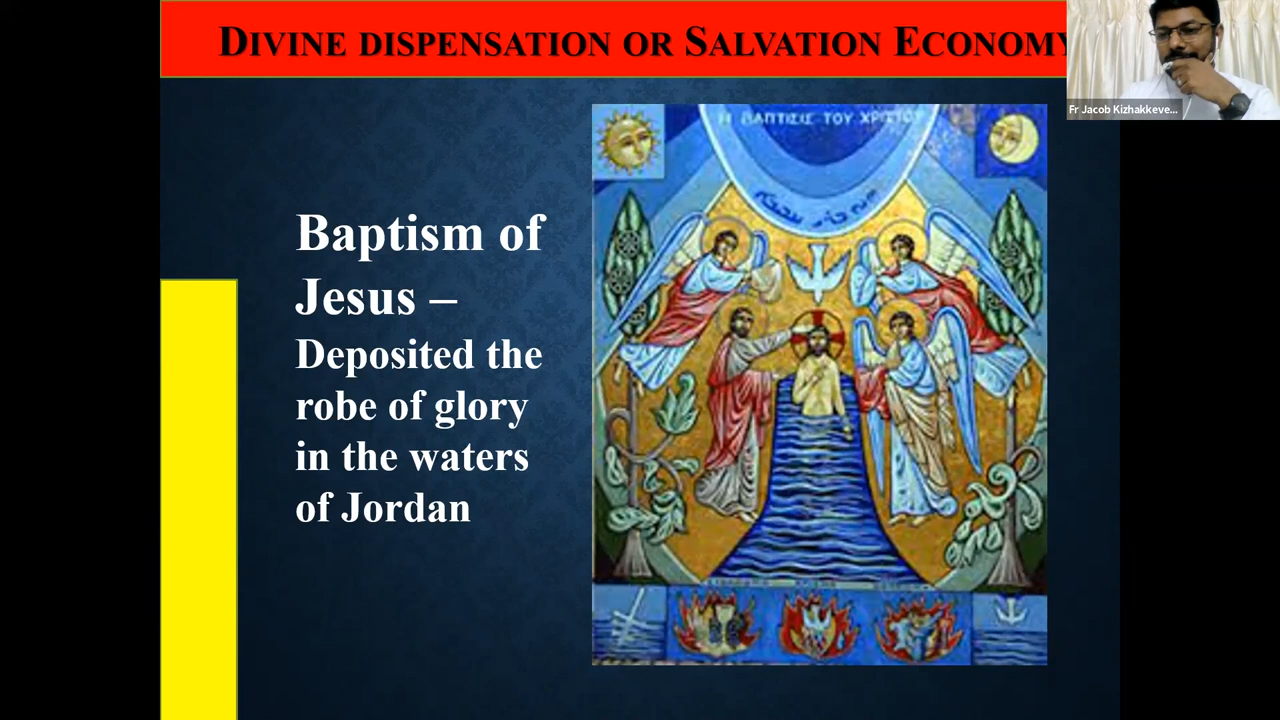 DIVINE DISPENSATION OR SALVATION ECONOMY
Fr Jacob Kizhakkeve...
Η ΒΑΠΤΙΣΙΣ ΤΟΥ ΧΡΙΣΤΟΥ
Baptism of
Jesus –
Deposited the
robe of glory
in the waters
of Jordan